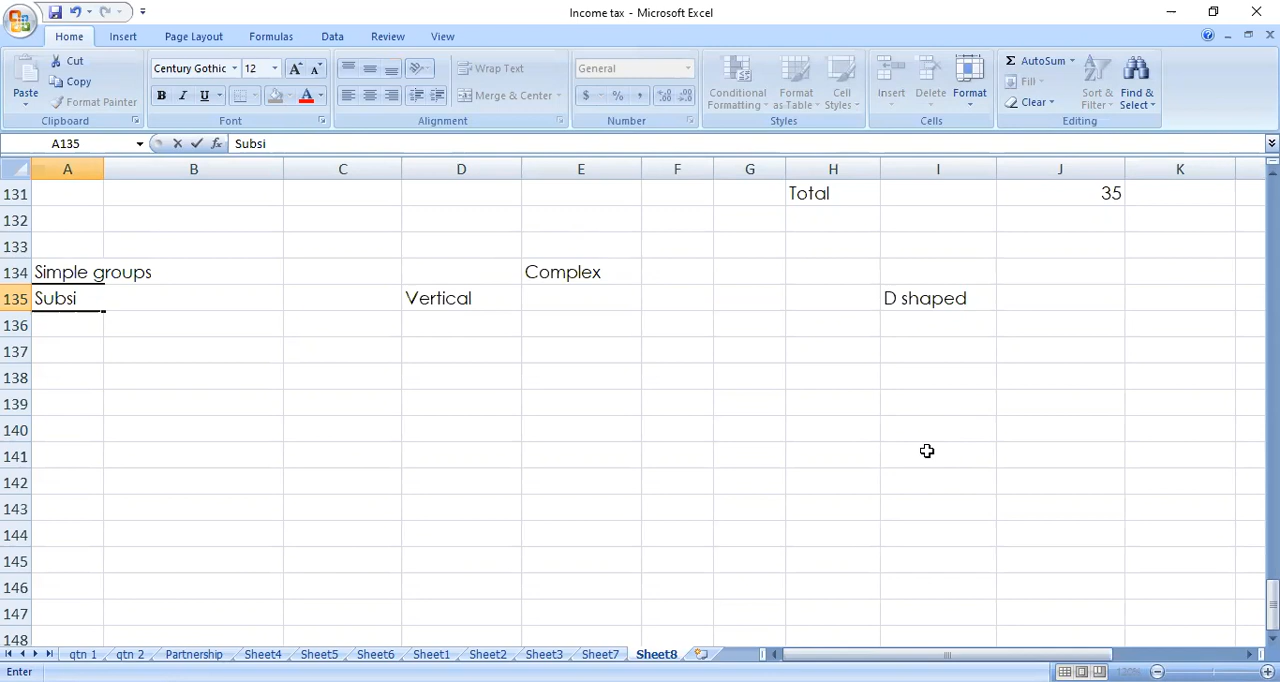 Income tax - Microsoft Excel
Home Insert Page Layout Formulas Data Review View
Paste Cut Copy Format Painter Clipboard
Century Gothic 12 A A B I U A Font
Wrap Text Merge & Center Alignment
General $ % , Number
Conditional Formatting Format as Table Cell Styles Styles
Insert Delete Format Cells
Σ AutoSum Fill Clear Sort & Filter Find & Select Editing
A135 fx Subsi
A B C D E F G H I J K
131 Total 35
132
133
134 Simple groups Complex
135 Subsi Vertical D shaped
136
137
138
139
140
141
142
143
144
145
146
147
148
qtn 1 qtn 2 Partnership Sheet4 Sheet5 Sheet6 Sheet1 Sheet2 Sheet3 Sheet7 Sheet8
Enter 120%